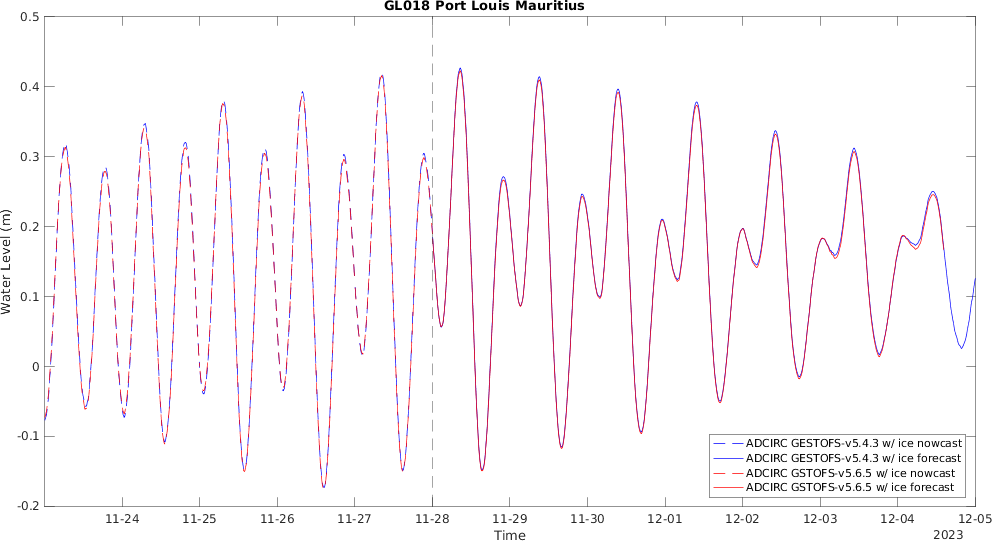 GL018 Port Louis Mauritius
0.5
0.4
0.3
0.2
0.1
0
-0.1
-0.2
Water Level (m)
ADCIRC GESTOFS-v5.4.3 w/ ice nowcast
ADCIRC GESTOFS-v5.4.3 w/ ice forecast
ADCIRC GSTOFS-v5.6.5 w/ ice nowcast
ADCIRC GSTOFS-v5.6.5 w/ ice forecast
11-24 11-25 11-26 11-27 11-28 11-29 11-30 12-01 12-02 12-03 12-04 12-05
Time
2023